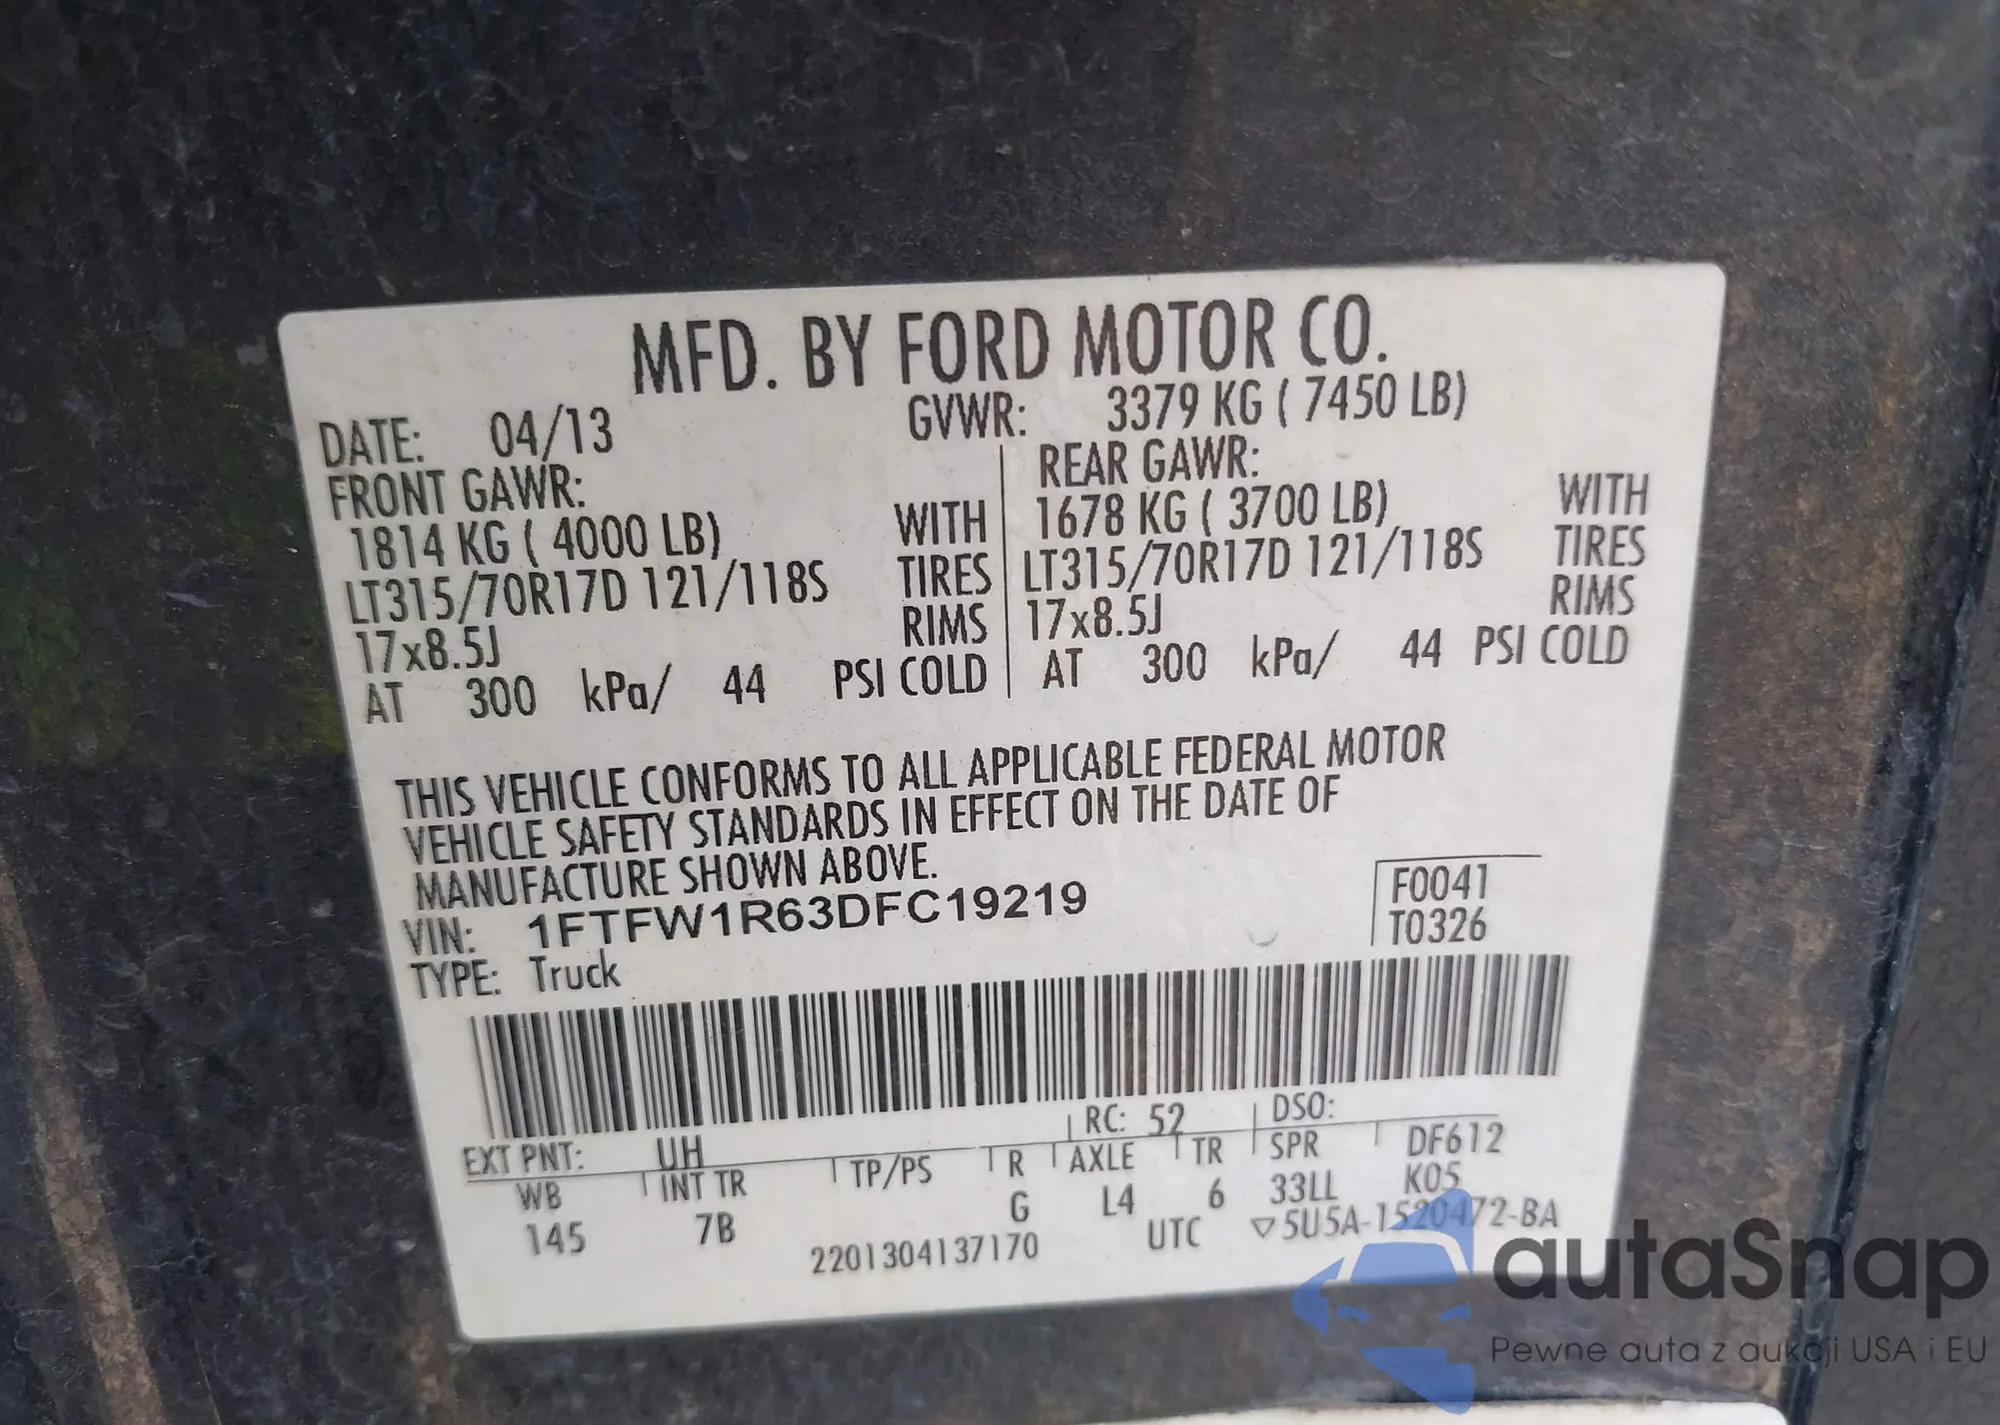 MFD. BY FORD MOTOR CO.
DATE: 04/13 GVWR: 3379 KG ( 7450 LB)
FRONT GAWR: REAR GAWR:
1814 KG ( 4000 LB) WITH 1678 KG ( 3700 LB) WITH
LT315/70R17D 121/118S TIRES LT315/70R17D 121/118S TIRES
17x8.5J RIMS 17x8.5J RIMS
AT 300 kPa/ 44 PSI COLD AT 300 kPa/ 44 PSI COLD
THIS VEHICLE CONFORMS TO ALL APPLICABLE FEDERAL MOTOR
VEHICLE SAFETY STANDARDS IN EFFECT ON THE DATE OF
MANUFACTURE SHOWN ABOVE.
VIN: 1FTFW1R63DFC19219 F0041
TYPE: Truck T0326
EXT PNT: UH RC: 52 DSO:
WB INT TR TP/PS R AXLE TR SPR DF612
145 7B G L4 6 33LL K05
2201304137170 UTC ▽5U5A-1520472-BA
autaSnap
Pewne auta z aukcji USA i EU